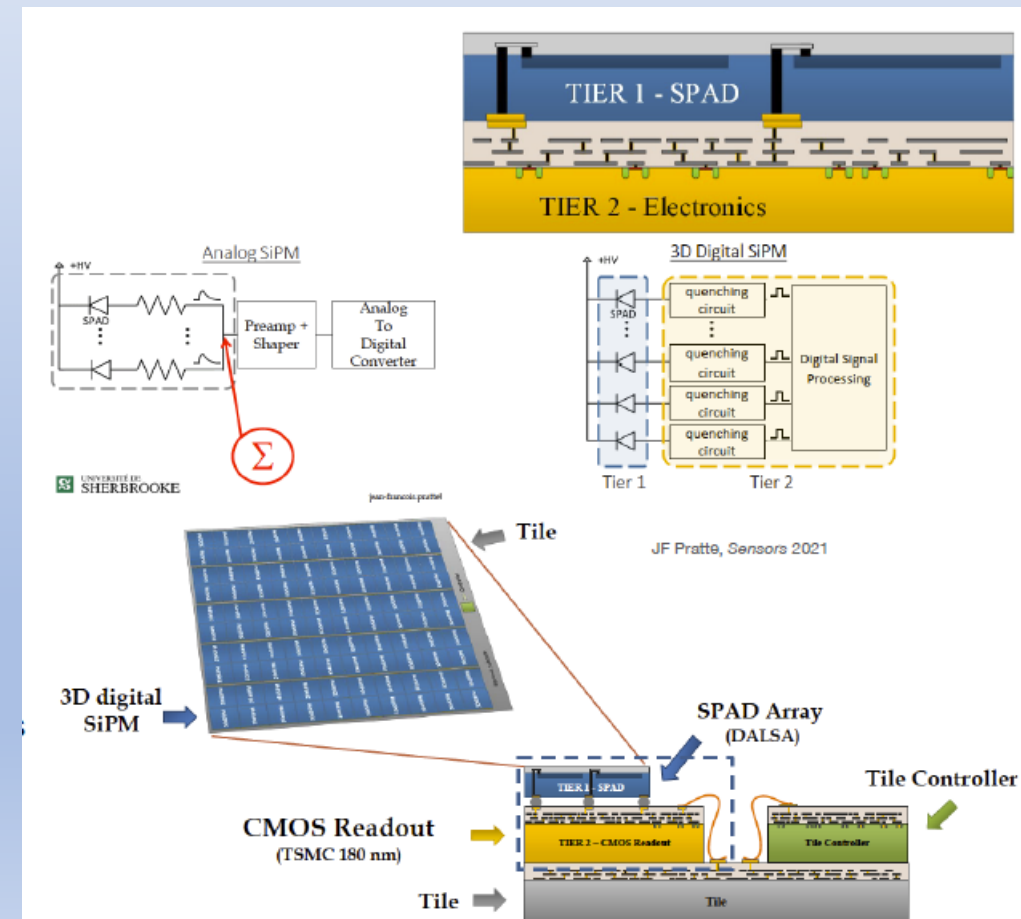 TIER 1 - SPAD
TIER 2 - Electronics
Analog SiPM
+HV
SPAD
Preamp +
Shaper
Analog
To
Digital
Converter
Σ
3D Digital SiPM
+HV
SPAD
quenching
circuit
quenching
circuit
quenching
circuit
quenching
circuit
Digital Signal
Processing
Tier 1
Tier 2
UNIVERSITÉ DE
SHERBROOKE
JF Pratte, Sensors 2021
Tile
3D digital
SiPM
SPAD Array
(DALSA)
TIER 1 - SPAD
Tile Controller
CMOS Readout
(TSMC 180 nm)
TIER 2 – CMOS Readout
Tile Controller
Tile
Tile